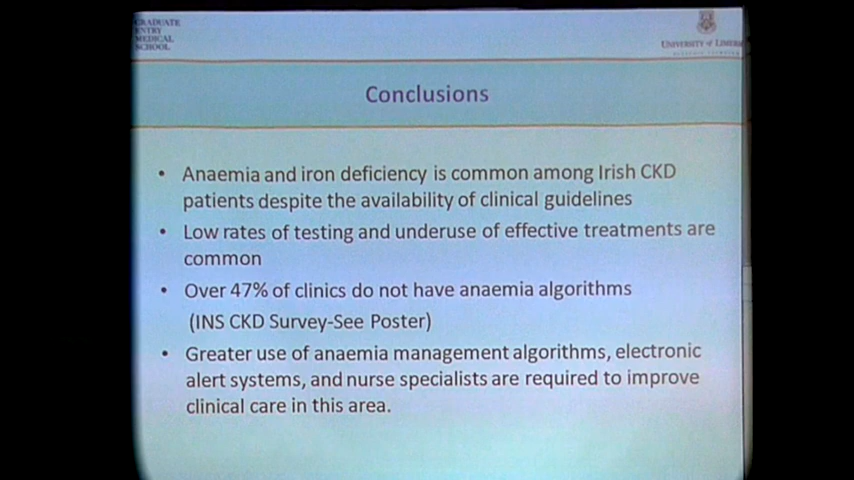 GRADUATE
ENTRY
MEDICAL
SCHOOL
UNIVERSITY of LIMERI
Conclusions
• Anaemia and iron deficiency is common among Irish CKD
patients despite the availability of clinical guidelines
• Low rates of testing and underuse of effective treatments are
common
• Over 47% of clinics do not have anaemia algorithms
(INS CKD Survey-See Poster)
• Greater use of anaemia management algorithms, electronic
alert systems, and nurse specialists are required to improve
clinical care in this area.